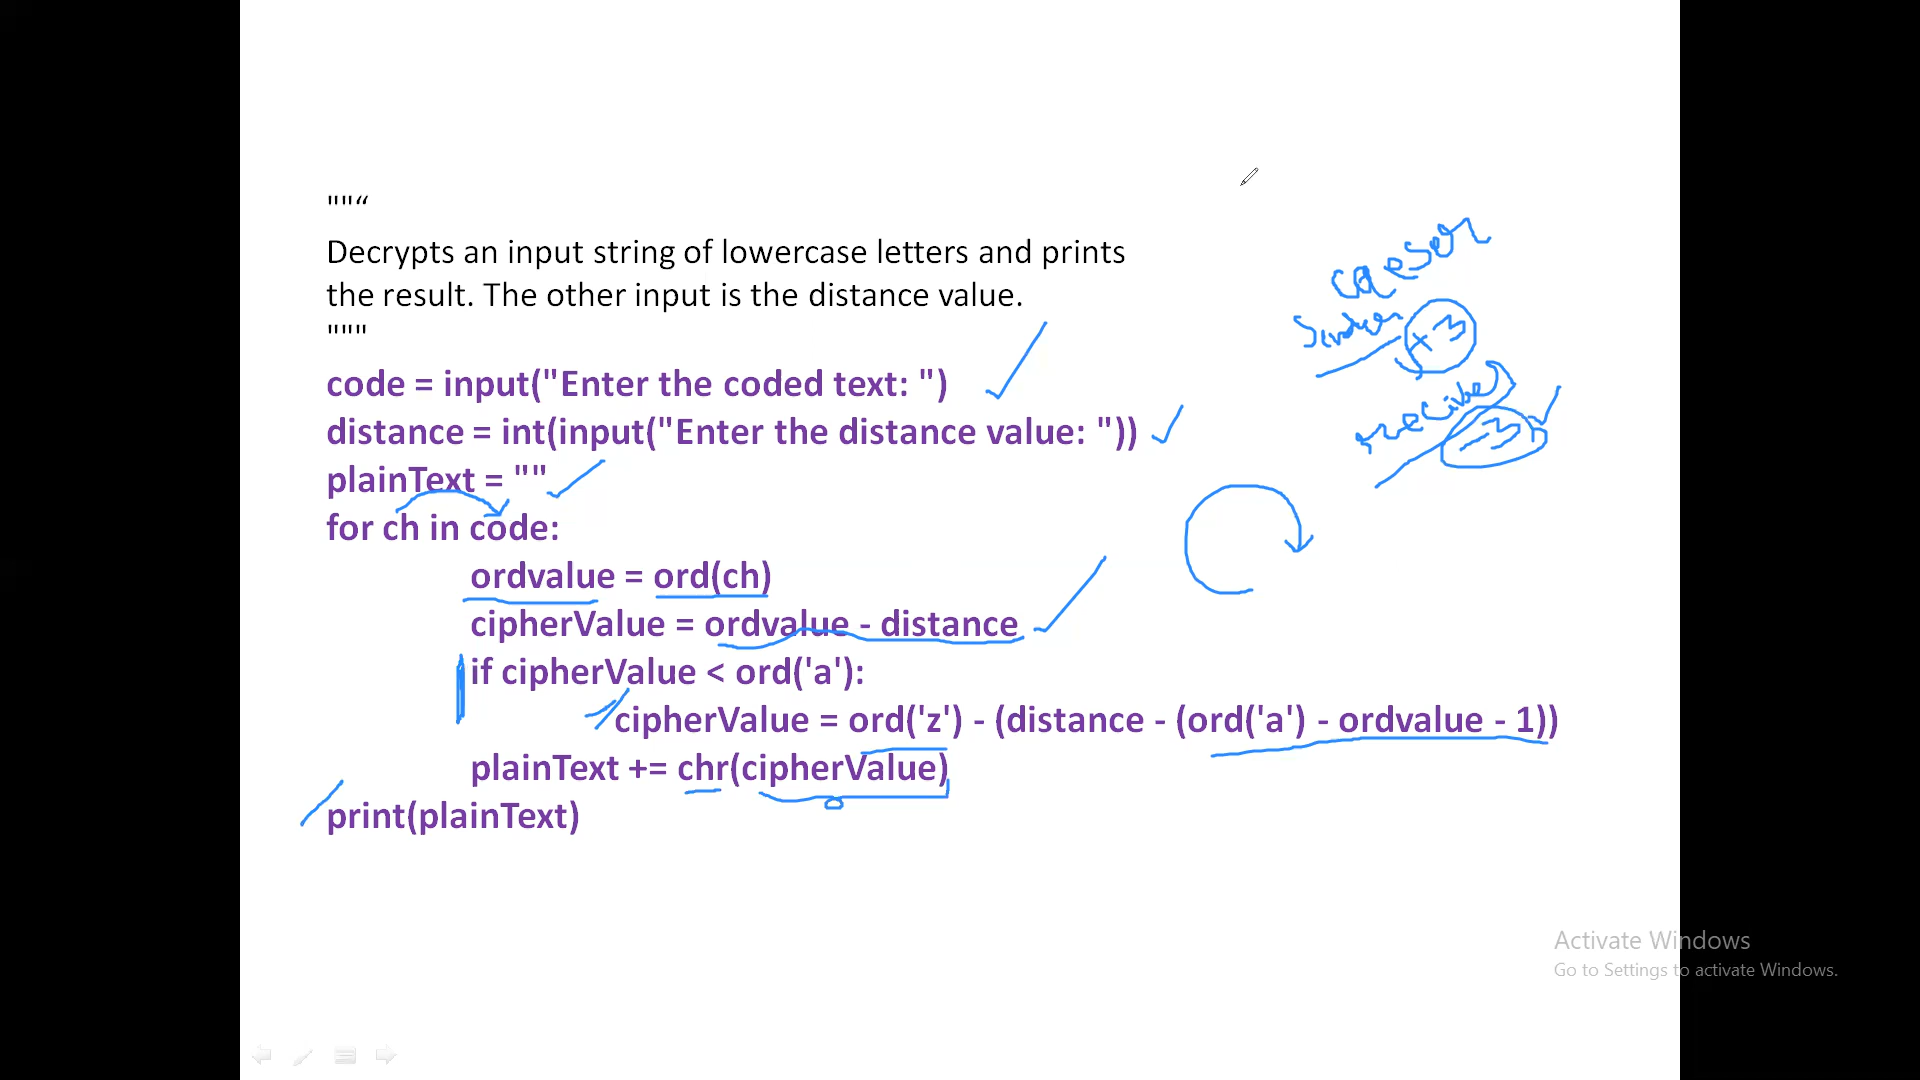 """“
Decrypts an input string of lowercase letters and prints
the result. The other input is the distance value.
"""
code = input("Enter the coded text: ")
distance = int(input("Enter the distance value: "))
plainText = ""
for ch in code:
ordvalue = ord(ch)
cipherValue = ordvalue - distance
if cipherValue < ord('a'):
cipherValue = ord('z') - (distance - (ord('a') - ordvalue - 1))
plainText += chr(cipherValue)
print(plainText)
caeser
+3
-3
Activate Windows
Go to Settings to activate Windows.